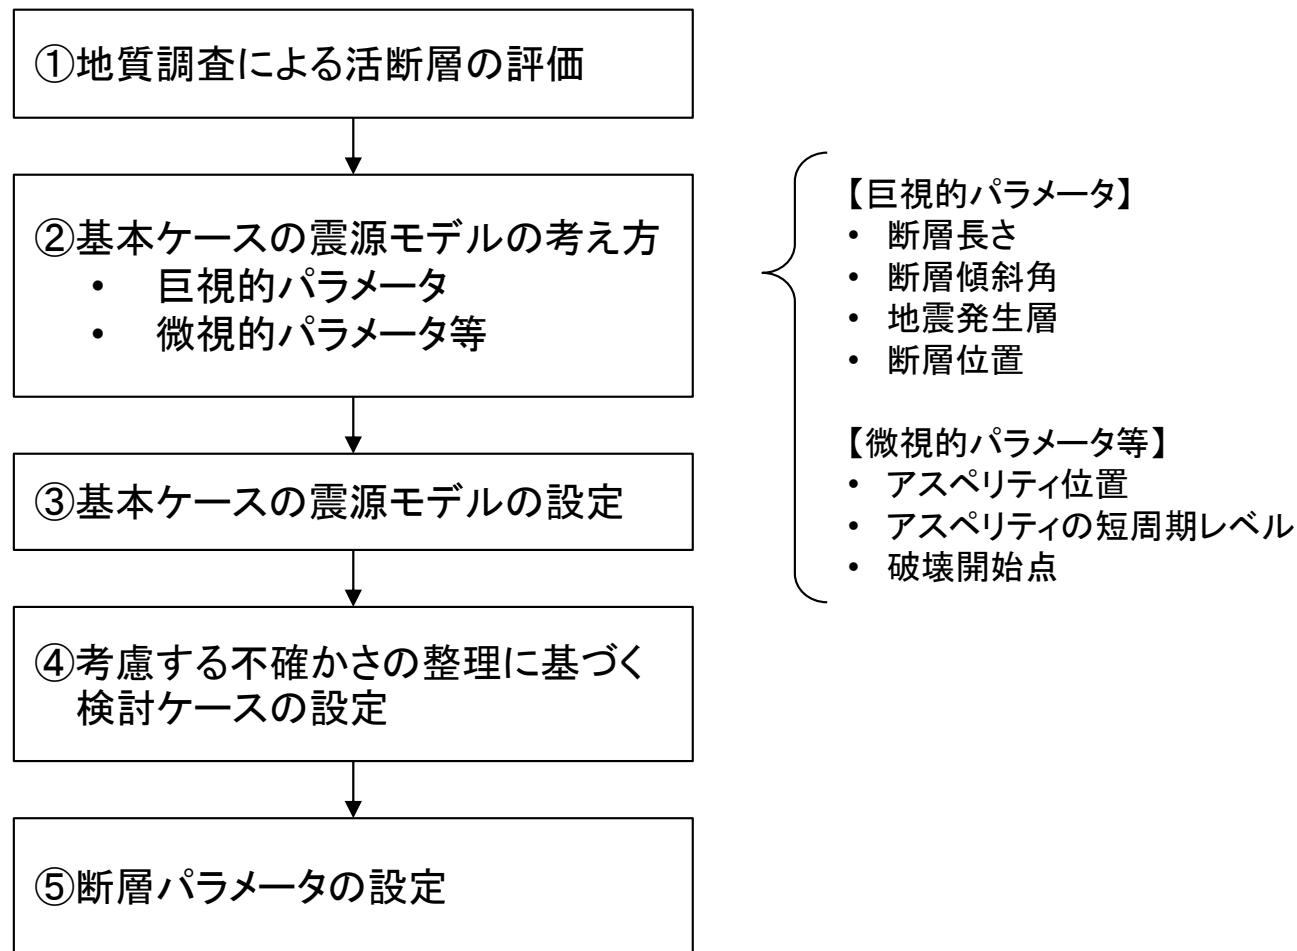 ①地質調査による活断層の評価
②基本ケースの震源モデルの考え方
• 巨視的パラメータ
• 微視的パラメータ等
③基本ケースの震源モデルの設定
④考慮する不確かさの整理に基づく
検討ケースの設定
⑤断層パラメータの設定
【巨視的パラメータ】
• 断層長さ
• 断層傾斜角
• 地震発生層
• 断層位置
【微視的パラメータ等】
• アスペリティ位置
• アスペリティの短周期レベル
• 破壊開始点